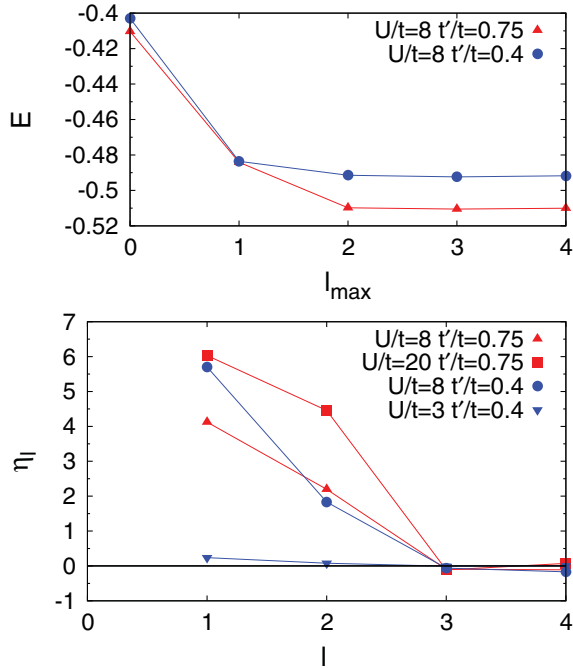 -0.4
-0.42
-0.44
-0.46
-0.48
-0.5
-0.52
E
U/t=8 t′/t=0.75
U/t=8 t′/t=0.4
0 1 2 3 4
lmax
7
6
5
4
3
2
1
0
-1
ηl
U/t=8 t′/t=0.75
U/t=20 t′/t=0.75
U/t=8 t′/t=0.4
U/t=3 t′/t=0.4
0 1 2 3 4
l